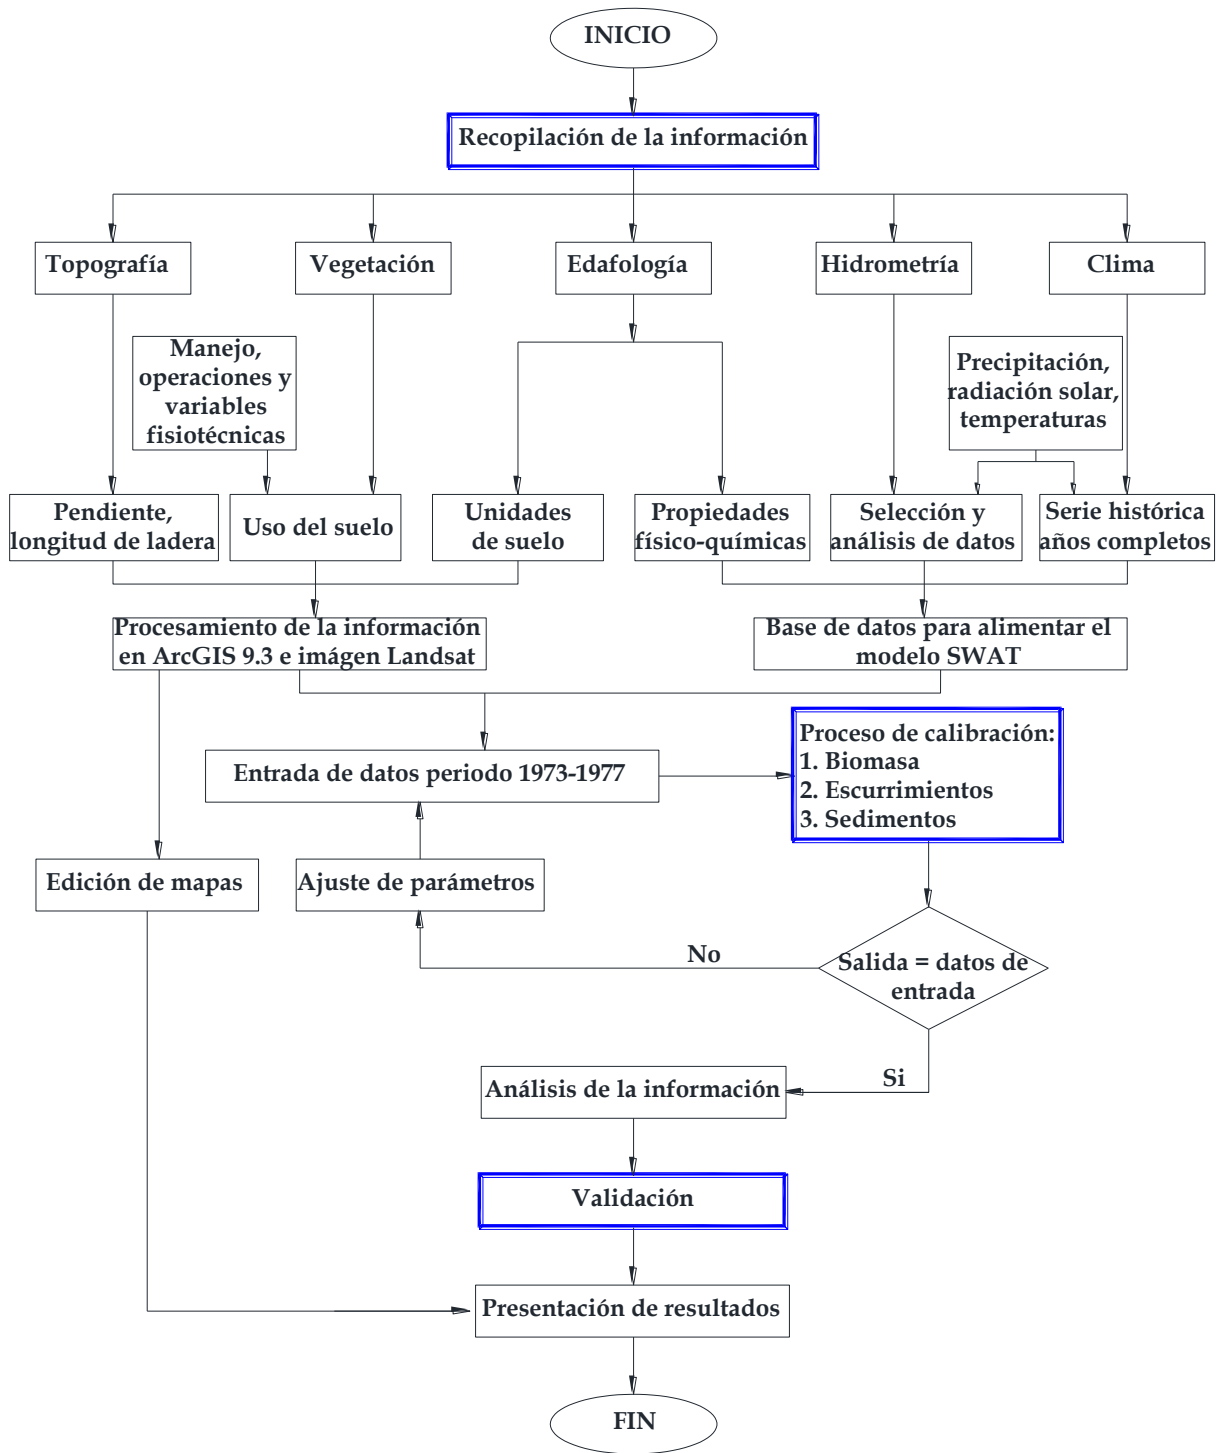 INICIO
Recopilación de la información
Topografía
Vegetación
Edafología
Hidrometría
Clima
Manejo,
operaciones y
variables
fisiotécnicas
Precipitación,
radiación solar,
temperaturas
Pendiente,
longitud de ladera
Uso del suelo
Unidades
de suelo
Propiedades
físico-químicas
Selección y
análisis de datos
Serie histórica
años completos
Procesamiento de la información
en ArcGIS 9.3 e imágen Landsat
Base de datos para alimentar el
modelo SWAT
Entrada de datos periodo 1973-1977
Proceso de calibración:
1. Biomasa
2. Escurrimientos
3. Sedimentos
Edición de mapas
Ajuste de parámetros
No
Salida = datos de
entrada
Si
Análisis de la información
Validación
Presentación de resultados
FIN